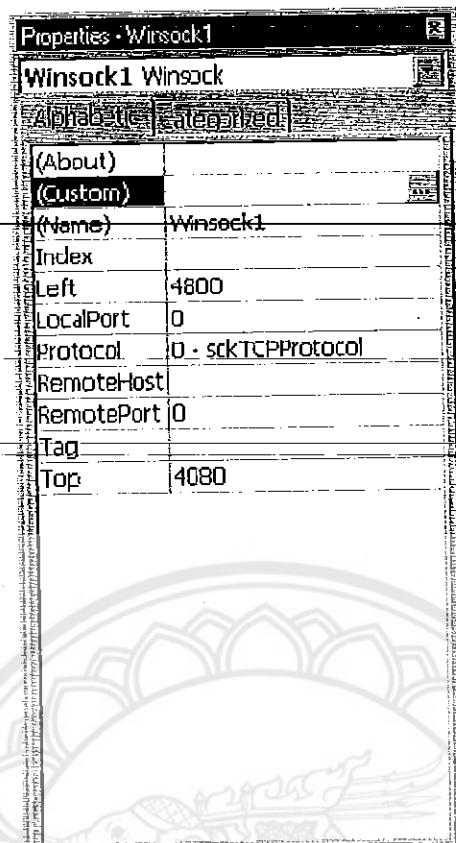 Properties - Winsock1
Winsock1 Winsock
Alphabetic Categorized
(About)
(Custom)
(Name) Winsock1
Index
Left 4800
LocalPort 0
Protocol 0 - sckTCPProtocol
RemoteHost
RemotePort 0
Tag
Top 4080